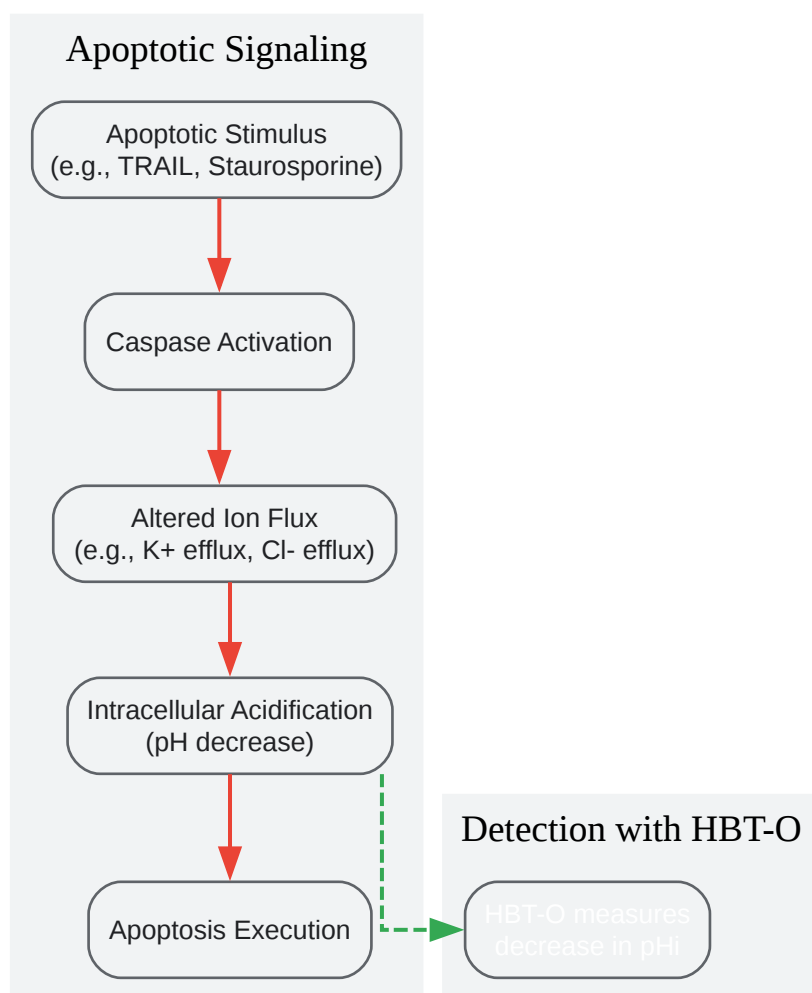 Apoptotic Signaling
Apoptotic Stimulus
(e.g., TRAIL, Staurosporine)
Caspase Activation
Altered Ion Flux
(e.g., K+ efflux, Cl- efflux)
Intracellular Acidification
(pH decrease)
Apoptosis Execution
Detection with HBT-O
HBT-O measures
decrease in pHi